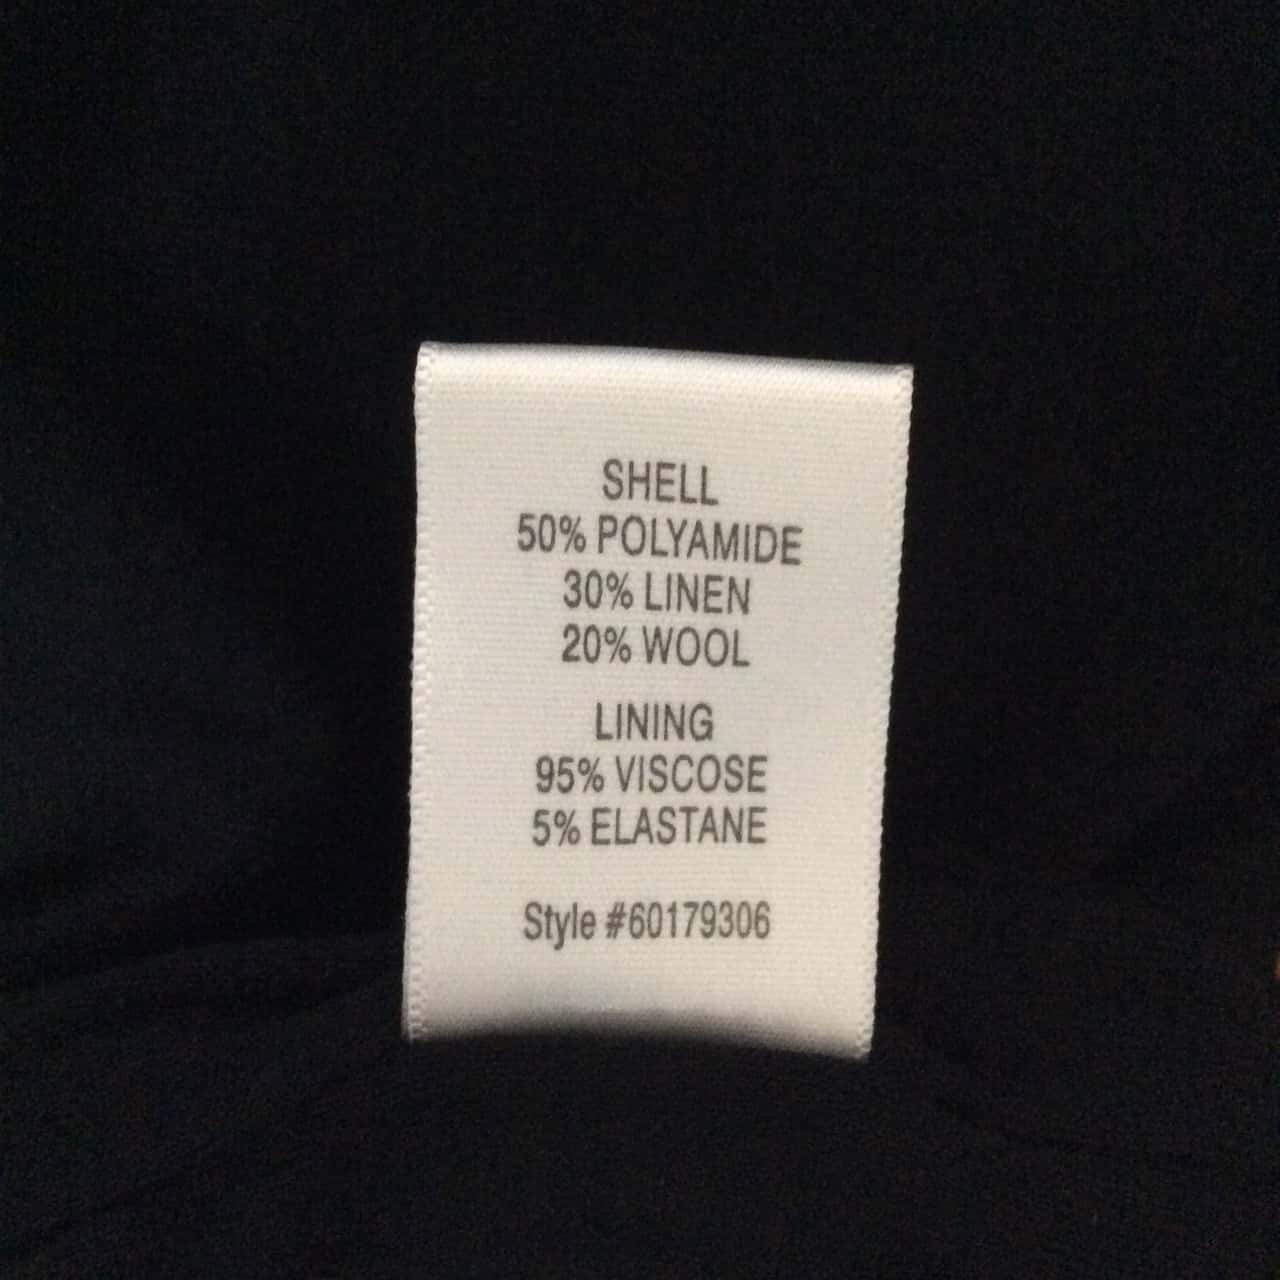 SHELL
50% POLYAMIDE
30% LINEN
20% WOOL
LINING
95% VISCOSE
5% ELASTANE
Style #60179306